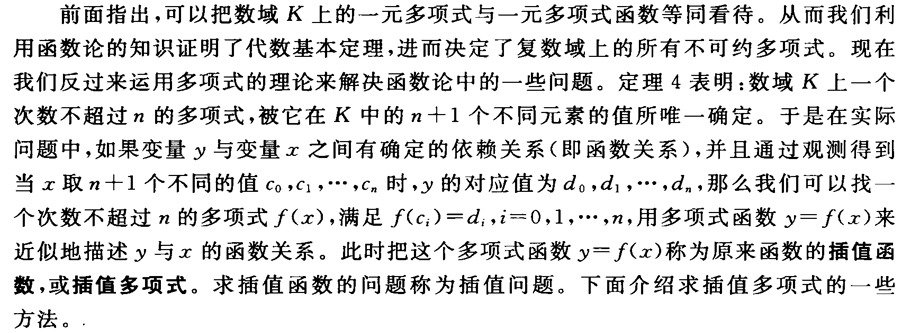 前面指出,可以把数域 K 上的一元多项式与一元多项式函数等同看待。从而我们利
用函数论的知识证明了代数基本定理,进而决定了复数域上的所有不可约多项式。现在
我们反过来运用多项式的理论来解决函数论中的一些问题。定理 4 表明:数域 K 上一个
次数不超过 n 的多项式,被它在 K 中的 n+1 个不同元素的值所唯一确定。于是在实际
问题中,如果变量 y 与变量 x 之间有确定的依赖关系(即函数关系),并且通过观测得到
当 x 取 n+1 个不同的值 c₀,c₁,⋯,cₙ 时,y 的对应值为 d₀,d₁,⋯,dₙ,那么我们可以找一
个次数不超过 n 的多项式 f(x),满足 f(cᵢ)=dᵢ,i=0,1,⋯,n,用多项式函数 y=f(x)来
近似地描述 y 与 x 的函数关系。此时把这个多项式函数 y=f(x)称为原来函数的插值函
数,或插值多项式。求插值函数的问题称为插值问题。下面介绍求插值多项式的一些
方法。